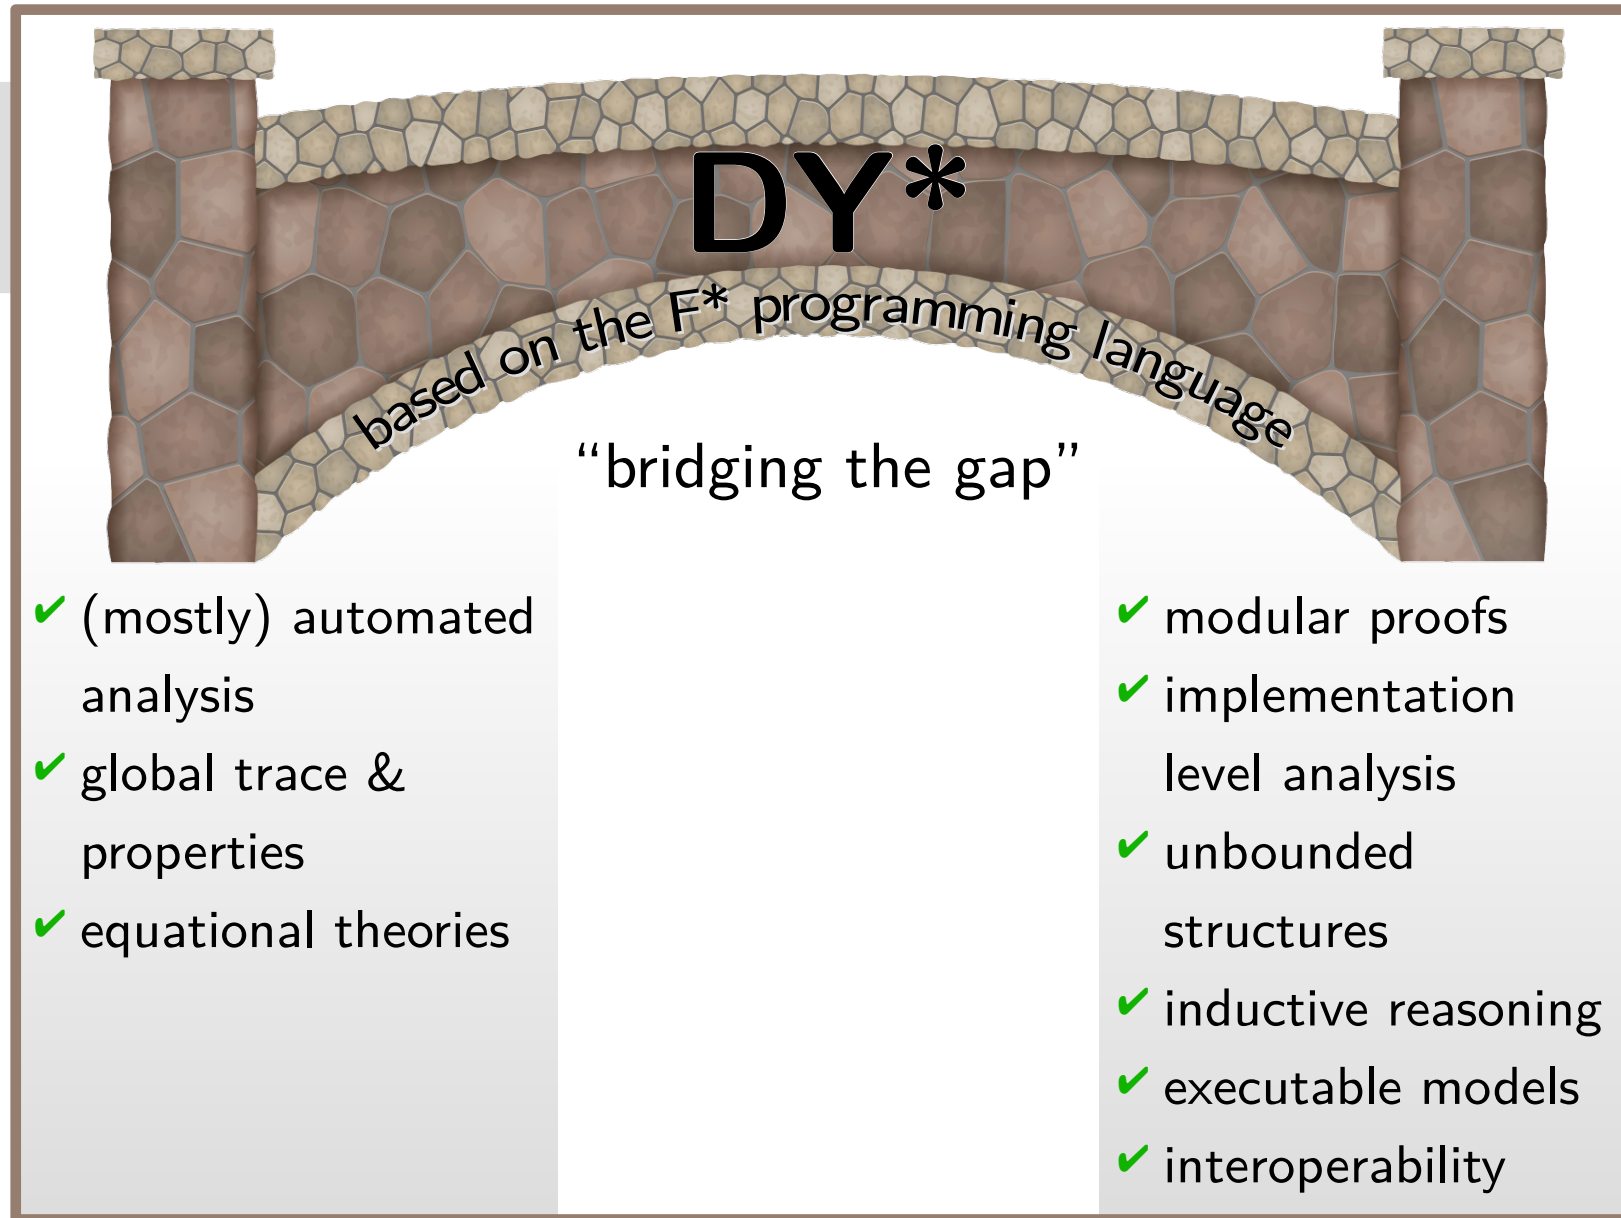 DY*
based on the F* programming language
“bridging the gap”
✔ (mostly) automated
analysis
✔ global trace &
properties
✔ equational theories
✔ modular proofs
✔ implementation
level analysis
✔ unbounded
structures
✔ inductive reasoning
✔ executable models
✔ interoperability